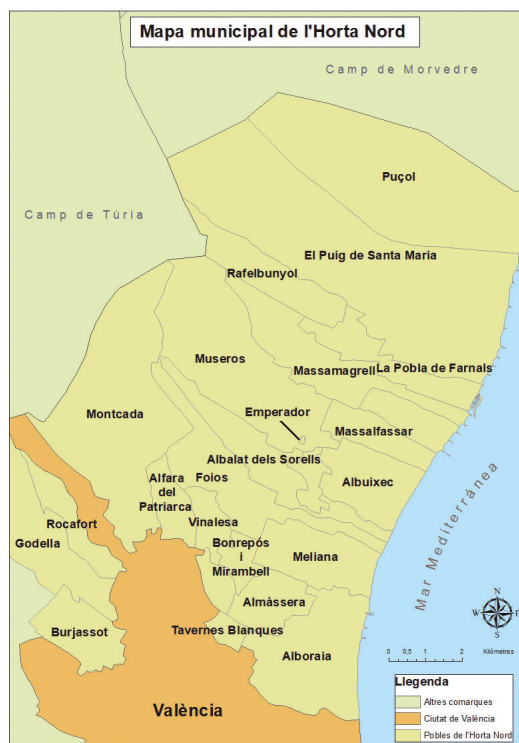 Mapa municipal de l'Horta Nord
Camp de Morvedre
Puçol
Camp de Túria
El Puig de Santa Maria
Rafelbunyol
Museros
Massamagrell
La Pobla de Farnals
Montcada
Emperador
Massalfassar
Albalat dels Sorells
Alfara
del
Patriarca
Foios
Albuixec
Vinalesa
Rocafort
Godella
Bonrepós
i
Mirambell
Meliana
Mar Mediterránea
Almàssera
Burjassot
Tavernes Blanques
Alboraia
N
W
E
S
0 0,5 1 2
Kilòmetres
València
Llegenda
Altres comarques
Ciutat de València
Pobles de l'Horta Nord